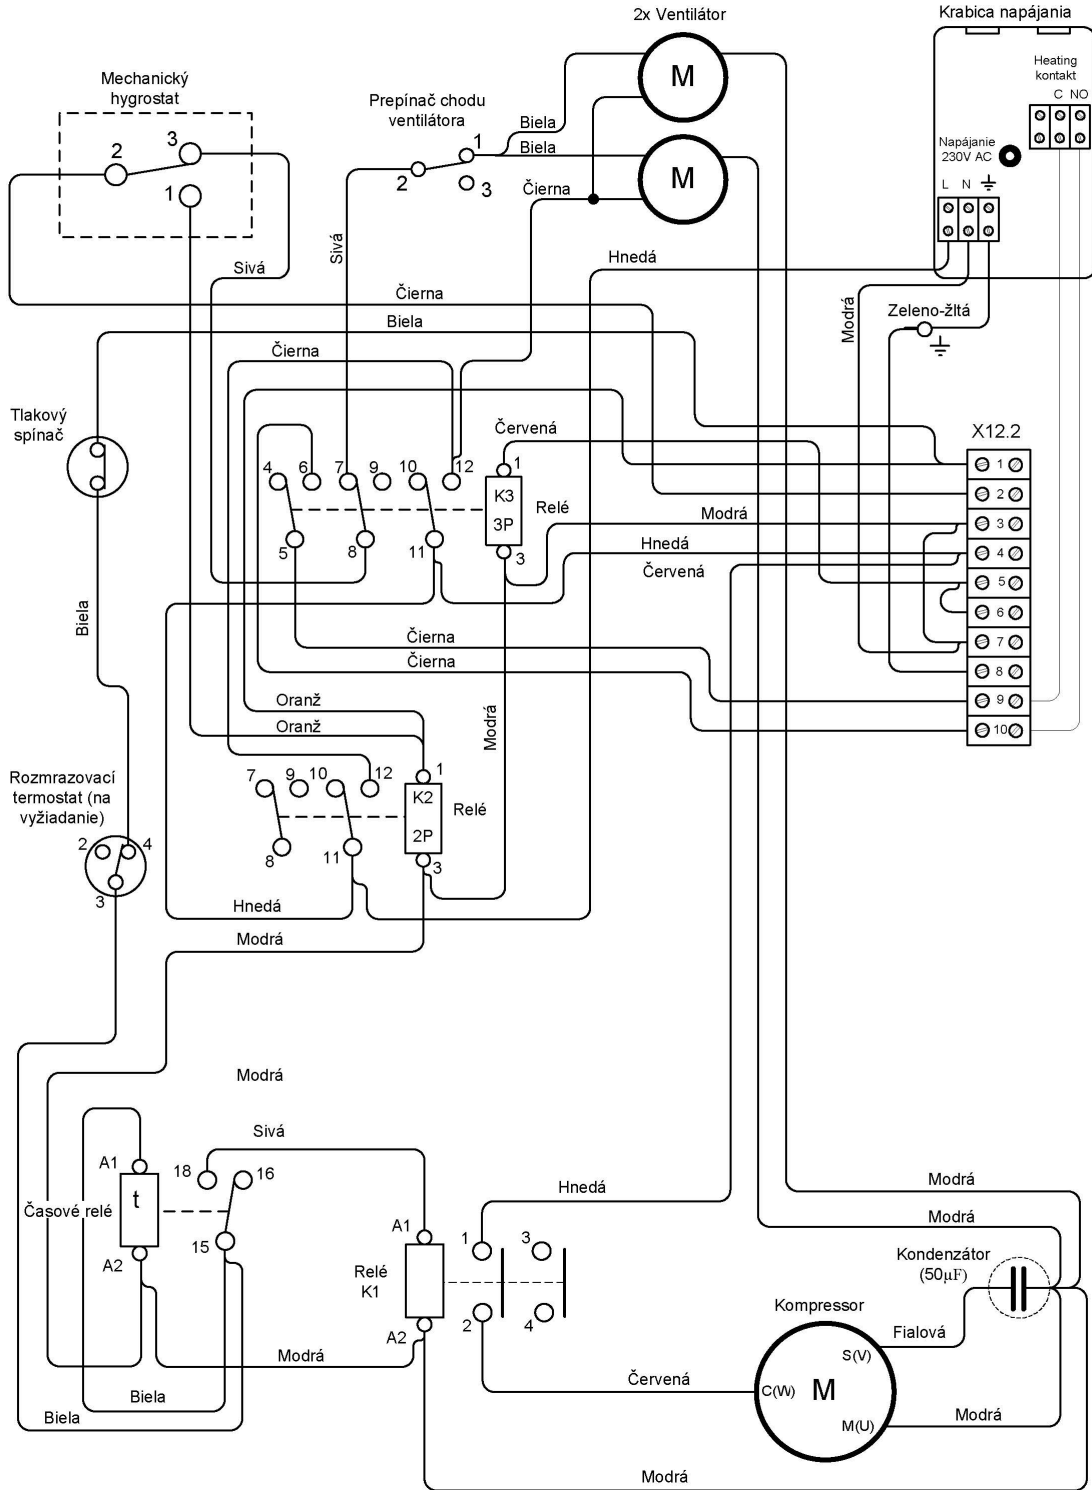 2x Ventilátor
Krabica napájania
Heating
kontakt
C NO
Napájanie
230V AC
L N
Mechanický
hygrostat
2
3
1
Prepínač chodu
ventilátora
1
2
3
Biela
Biela
Čierna
M
M
Sivá
Sivá
Hnedá
Čierna
Biela
Modrá
Zeleno-žltá
Čierna
Tlakový
spínač
Červená
X12.2
4
6
7
9
10
12
1
K3
3P
Relé
3
5
8
11
Modrá
Hnedá
Červená
1
2
3
4
5
6
7
8
9
10
Biela
Čierna
Čierna
Oranž
Oranž
Modrá
Rozmrazovací
termostat (na
vyžiadanie)
2
4
3
7
9
10
12
1
K2
2P
Relé
3
8
11
Hnedá
Modrá
Modrá
Sivá
A1
18
16
t
Časové relé
15
A2
Hnedá
A1
1
3
Relé
K1
2
4
A2
Modrá
Modrá
Kondenzátor
(50µF)
Kompressor
Fialová
S(V)
C(W)
M
M(U)
Modrá
Červená
Modrá
Biela
Biela
Modrá